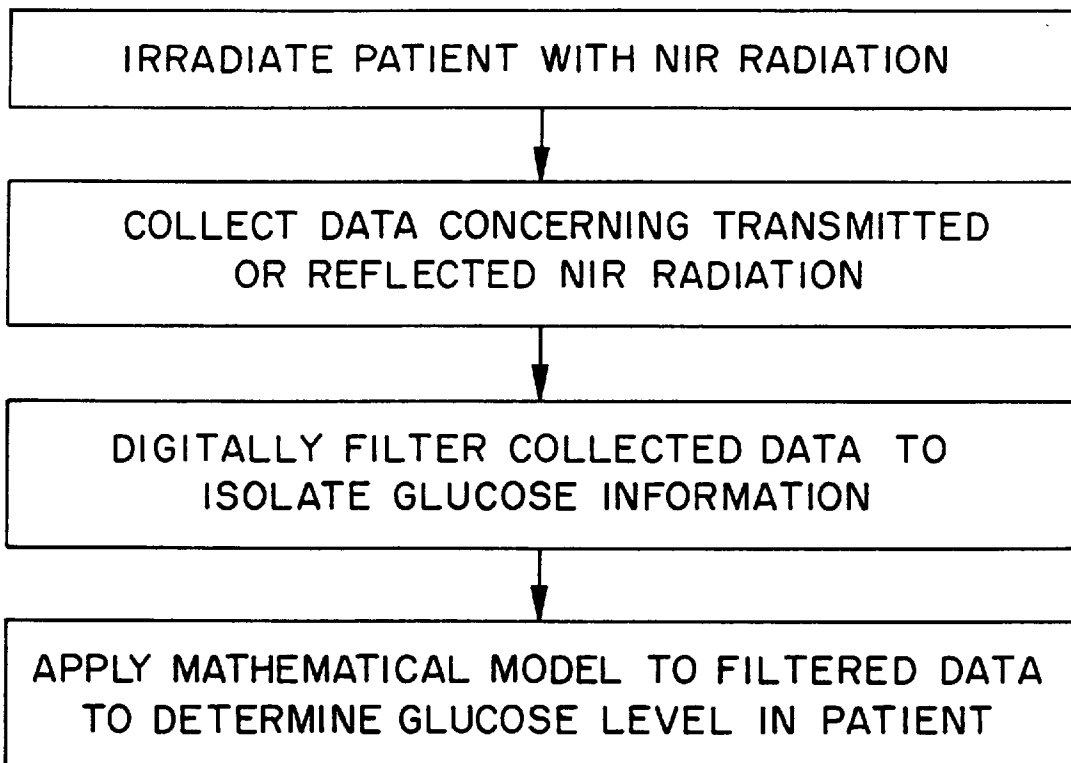 IRRADIATE PATIENT WITH NIR RADIATION
COLLECT DATA CONCERNING TRANSMITTED
OR REFLECTED NIR RADIATION
DIGITALLY FILTER COLLECTED DATA TO
ISOLATE GLUCOSE INFORMATION
APPLY MATHEMATICAL MODEL TO FILTERED DATA
TO DETERMINE GLUCOSE LEVEL IN PATIENT